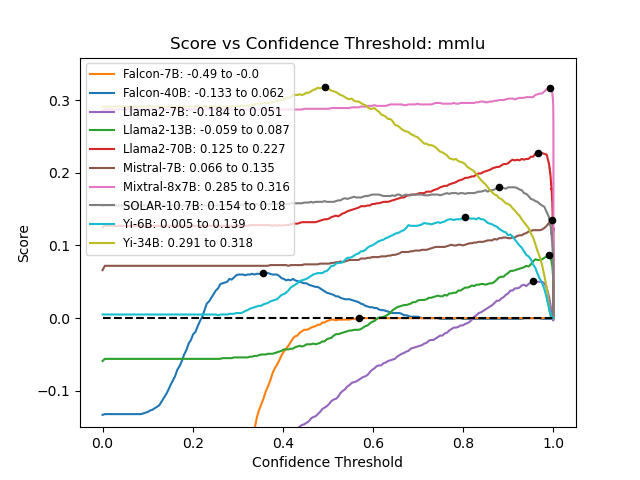 Score vs Confidence Threshold: mmlu
Falcon-7B: -0.49 to -0.0
Falcon-40B: -0.133 to 0.062
Llama2-7B: -0.184 to 0.051
Llama2-13B: -0.059 to 0.087
Llama2-70B: 0.125 to 0.227
Mistral-7B: 0.066 to 0.135
Mixtral-8x7B: 0.285 to 0.316
SOLAR-10.7B: 0.154 to 0.18
Yi-6B: 0.005 to 0.139
Yi-34B: 0.291 to 0.318
Score
0.3
0.2
0.1
0.0
−0.1
0.0 0.2 0.4 0.6 0.8 1.0
Confidence Threshold